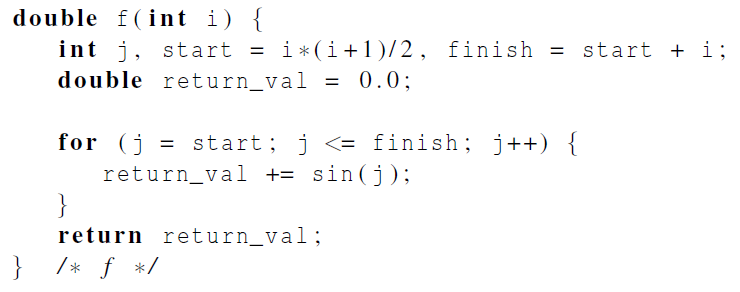 double f(int i) {
   int j, start = i*(i+1)/2, finish = start + i;
   double return_val = 0.0;

   for (j = start; j <= finish; j++) {
      return_val += sin(j);
   }
   return return_val;
}  /* f */